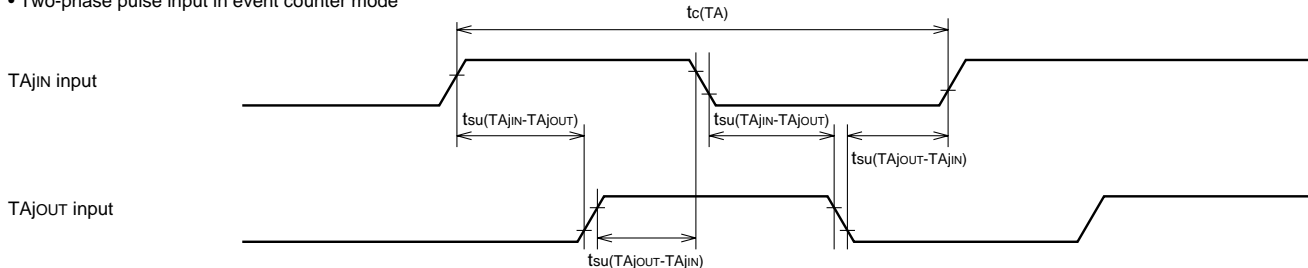 • Two-phase pulse input in event counter mode
tc(TA)
TAjIN input
tsu(TAjIN-TAjOUT)
tsu(TAjIN-TAjOUT)
tsu(TAjOUT-TAjIN)
TAjOUT input
tsu(TAjOUT-TAjIN)